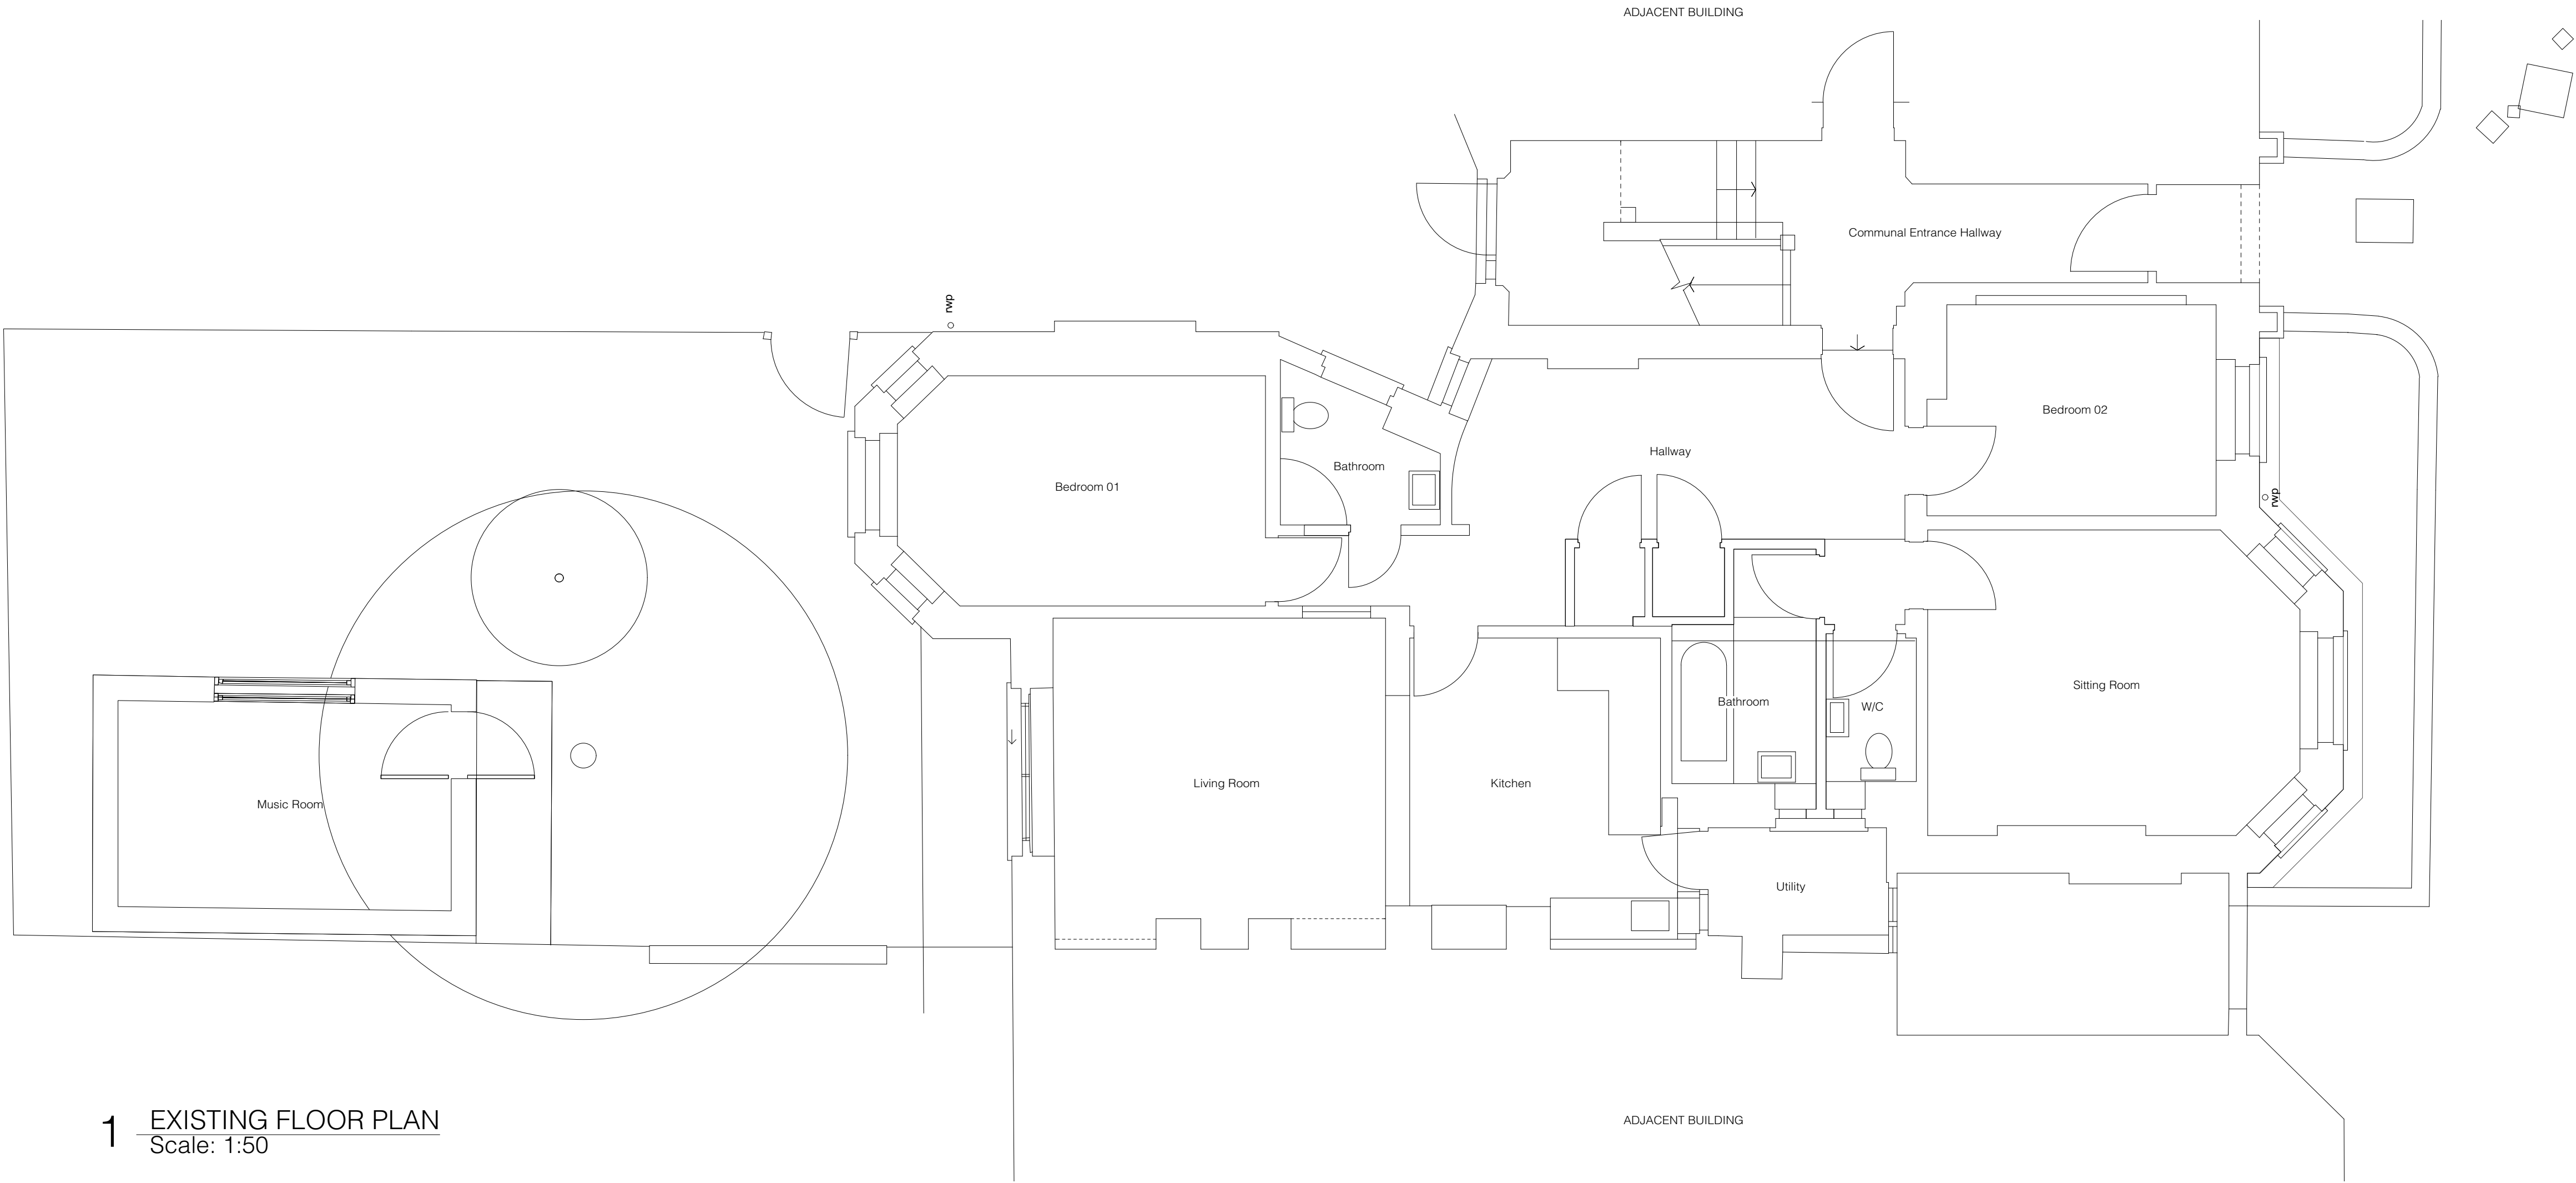 ADJACENT BUILDING
Communal Entrance Hallway
rwp
Bedroom 02
Hallway
Bathroom
Bedroom 01
rwp
Sitting Room
Bathroom
W/C
Living Room
Kitchen
Music Room
Utility
ADJACENT BUILDING
1 EXISTING FLOOR PLAN
Scale: 1:50